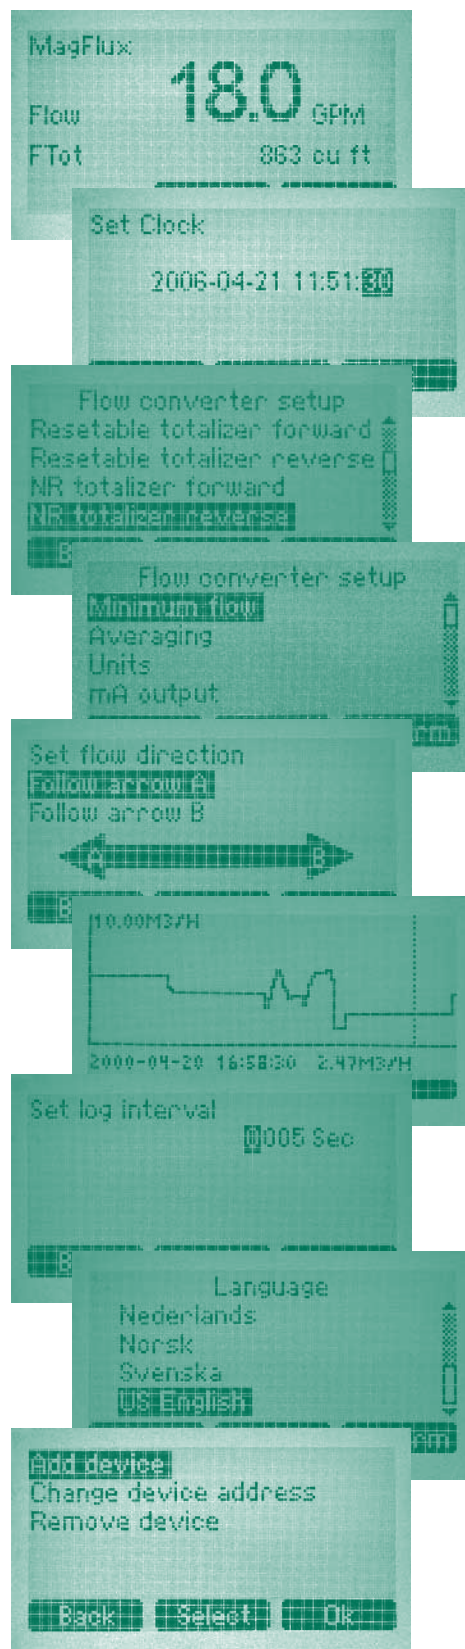 MagFlux
18.0
Flow GPM
FTot 863 cu ft
Set Clock
2006-04-21 11:51:30
Flow converter setup
Resetable totalizer forward
Resetable totalizer reverse
NR totalizer forward
NR totalizer reverse
B
Flow converter setup
Minimum flow
Averaging
Units
mA output
rm
Set flow direction
Follow arrow A
Follow arrow B
A B
B
10.00M3/H
2000-04-20 16:58:30 2.47M3/H
Set log interval
0005 Sec
B
Language
Nederlands
Norsk
Svenska
US English
rm
Add device
Change device address
Remove device
Back Select Ok